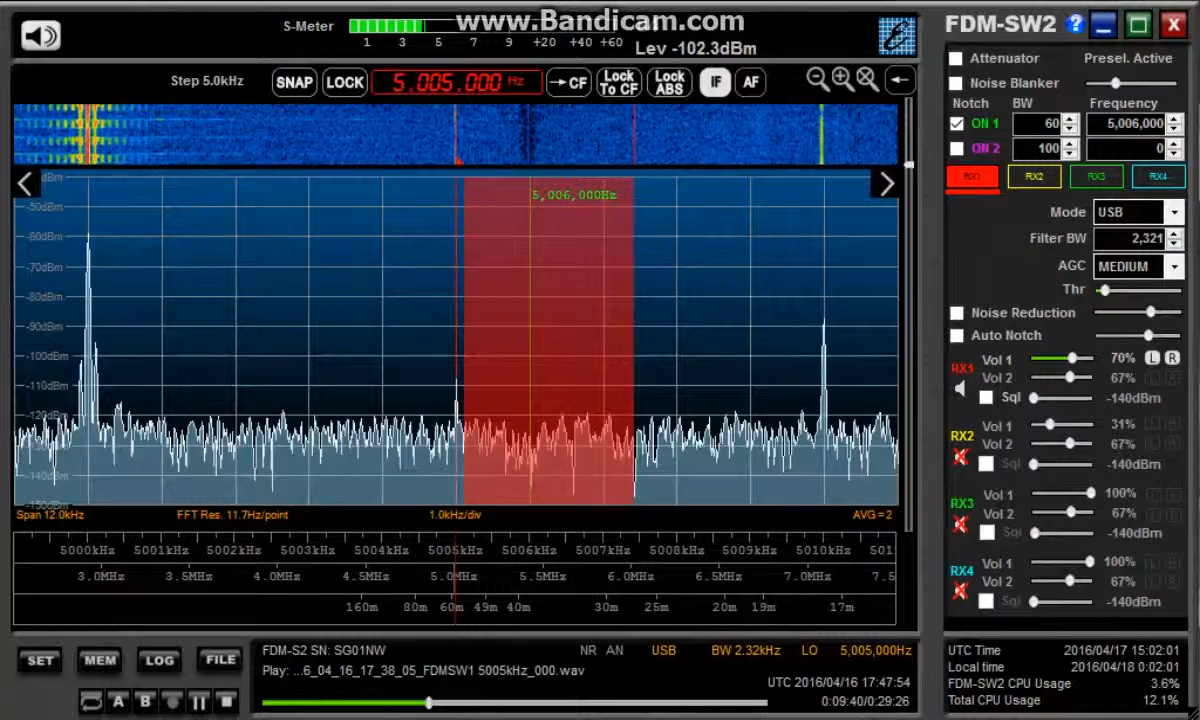 www.Bandicam.com
S-Meter
1 3 5 7 9 +20 +40 +60
Lev -102.3dBm
FDM-SW2
Step 5.0kHz
SNAP
LOCK
5.005.000 Hz
→CF
Lock To CF
Lock ABS
IF
AF
Attenuator Presel. Active
Noise Blanker
Notch BW Frequency
ON 1 60 5,006,000
ON 2 100 0
RX1 RX2 RX3 RX4
Mode USB
Filter BW 2,321
AGC MEDIUM
Thr
Noise Reduction
Auto Notch
RX1 Vol 1 70% L R
Vol 2 67%
Sql -140dBm
RX2 Vol 1 31%
Vol 2 67%
Sql -140dBm
RX3 Vol 1 100%
Vol 2 67%
Sql -140dBm
RX4 Vol 1 100%
Vol 2 67%
Sql -140dBm
5,006,000Hz
dBm
-50dBm
-60dBm
-70dBm
-80dBm
-90dBm
-100dBm
-110dBm
-120dBm
-130dBm
-140dBm
-150dBm
Span 12.0kHz FFT Res. 11.7Hz/point 1.0kHz/div AVG = 2
5000kHz 5001kHz 5002kHz 5003kHz 5004kHz 5005kHz 5006kHz 5007kHz 5008kHz 5009kHz 5010kHz 501
3.0MHz 3.5MHz 4.0MHz 4.5MHz 5.0MHz 5.5MHz 6.0MHz 6.5MHz 7.0MHz 7.5
160m 80m 60m 49m 40m 30m 25m 20m 19m 17m
SET MEM LOG FILE
A B
FDM-S2 SN: SG01NW NR AN USB BW 2.32kHz LO 5,005,000Hz
Play: ...6_04_16_17_38_05_FDMSW1 5005kHz_000.wav
UTC 2016/04/16 17:47:54
0:09:40/0:29:26
UTC Time 2016/04/17 15:02:01
Local time 2016/04/18 0:02:01
FDM-SW2 CPU Usage 3.6%
Total CPU Usage 12.1%